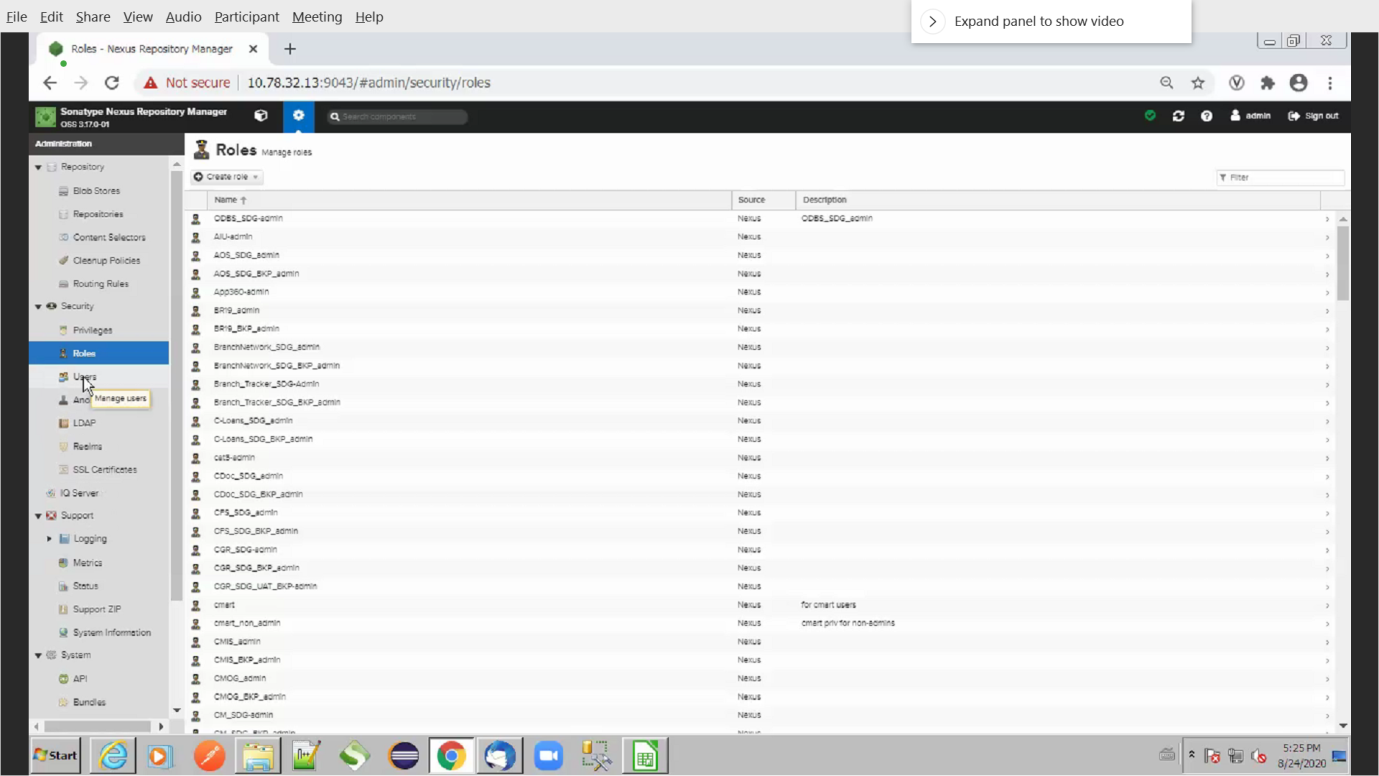 File Edit Share View Audio Participant Meeting Help
Expand panel to show video
Roles - Nexus Repository Manager
Not secure 10.78.32.13:9043/#admin/security/roles
Sonatype Nexus Repository Manager
OSS 3.17.0-01
Search components
admin
Sign out
Administration
Repository
Blob Stores
Repositories
Content Selectors
Cleanup Policies
Routing Rules
Security
Privileges
Roles
Users
Ano
Manage users
LDAP
Realms
SSL Certificates
IQ Server
Support
Logging
Metrics
Status
Support ZIP
System Information
System
API
Bundles
Roles Manage roles
Create role
Filter
Name Source Description
ODBS_SDG-admin Nexus ODBS_SDG_admin
AIU-admin Nexus
AOS_SDG_admin Nexus
AOS_SDG_BKP_admin Nexus
App360-admin Nexus
BR19_admin Nexus
BR19_BKP_admin Nexus
BranchNetwork_SDG_admin Nexus
BranchNetwork_SDG_BKP_admin Nexus
Branch_Tracker_SDG-Admin Nexus
Branch_Tracker_SDG_BKP_admin Nexus
C-Loans_SDG_admin Nexus
C-Loans_SDG_BKP_admin Nexus
cat5-admin Nexus
CDoc_SDG_admin Nexus
CDoc_SDG_BKP_admin Nexus
CFS_SDG_admin Nexus
CFS_SDG_BKP_admin Nexus
CGR_SDG-admin Nexus
CGR_SDG_BKP_admin Nexus
CGR_SDG_UAT_BKP-admin Nexus
cmart Nexus for cmart users
cmart_non_admin Nexus cmart priv for non-admins
CMIS_admin Nexus
CMIS_BKP_admin Nexus
CMOG_admin Nexus
CMOG_BKP_admin Nexus
CM_SDG-admin Nexus
CM_SDG_BKP_admin Nexus
Start
5:25 PM
8/24/2020